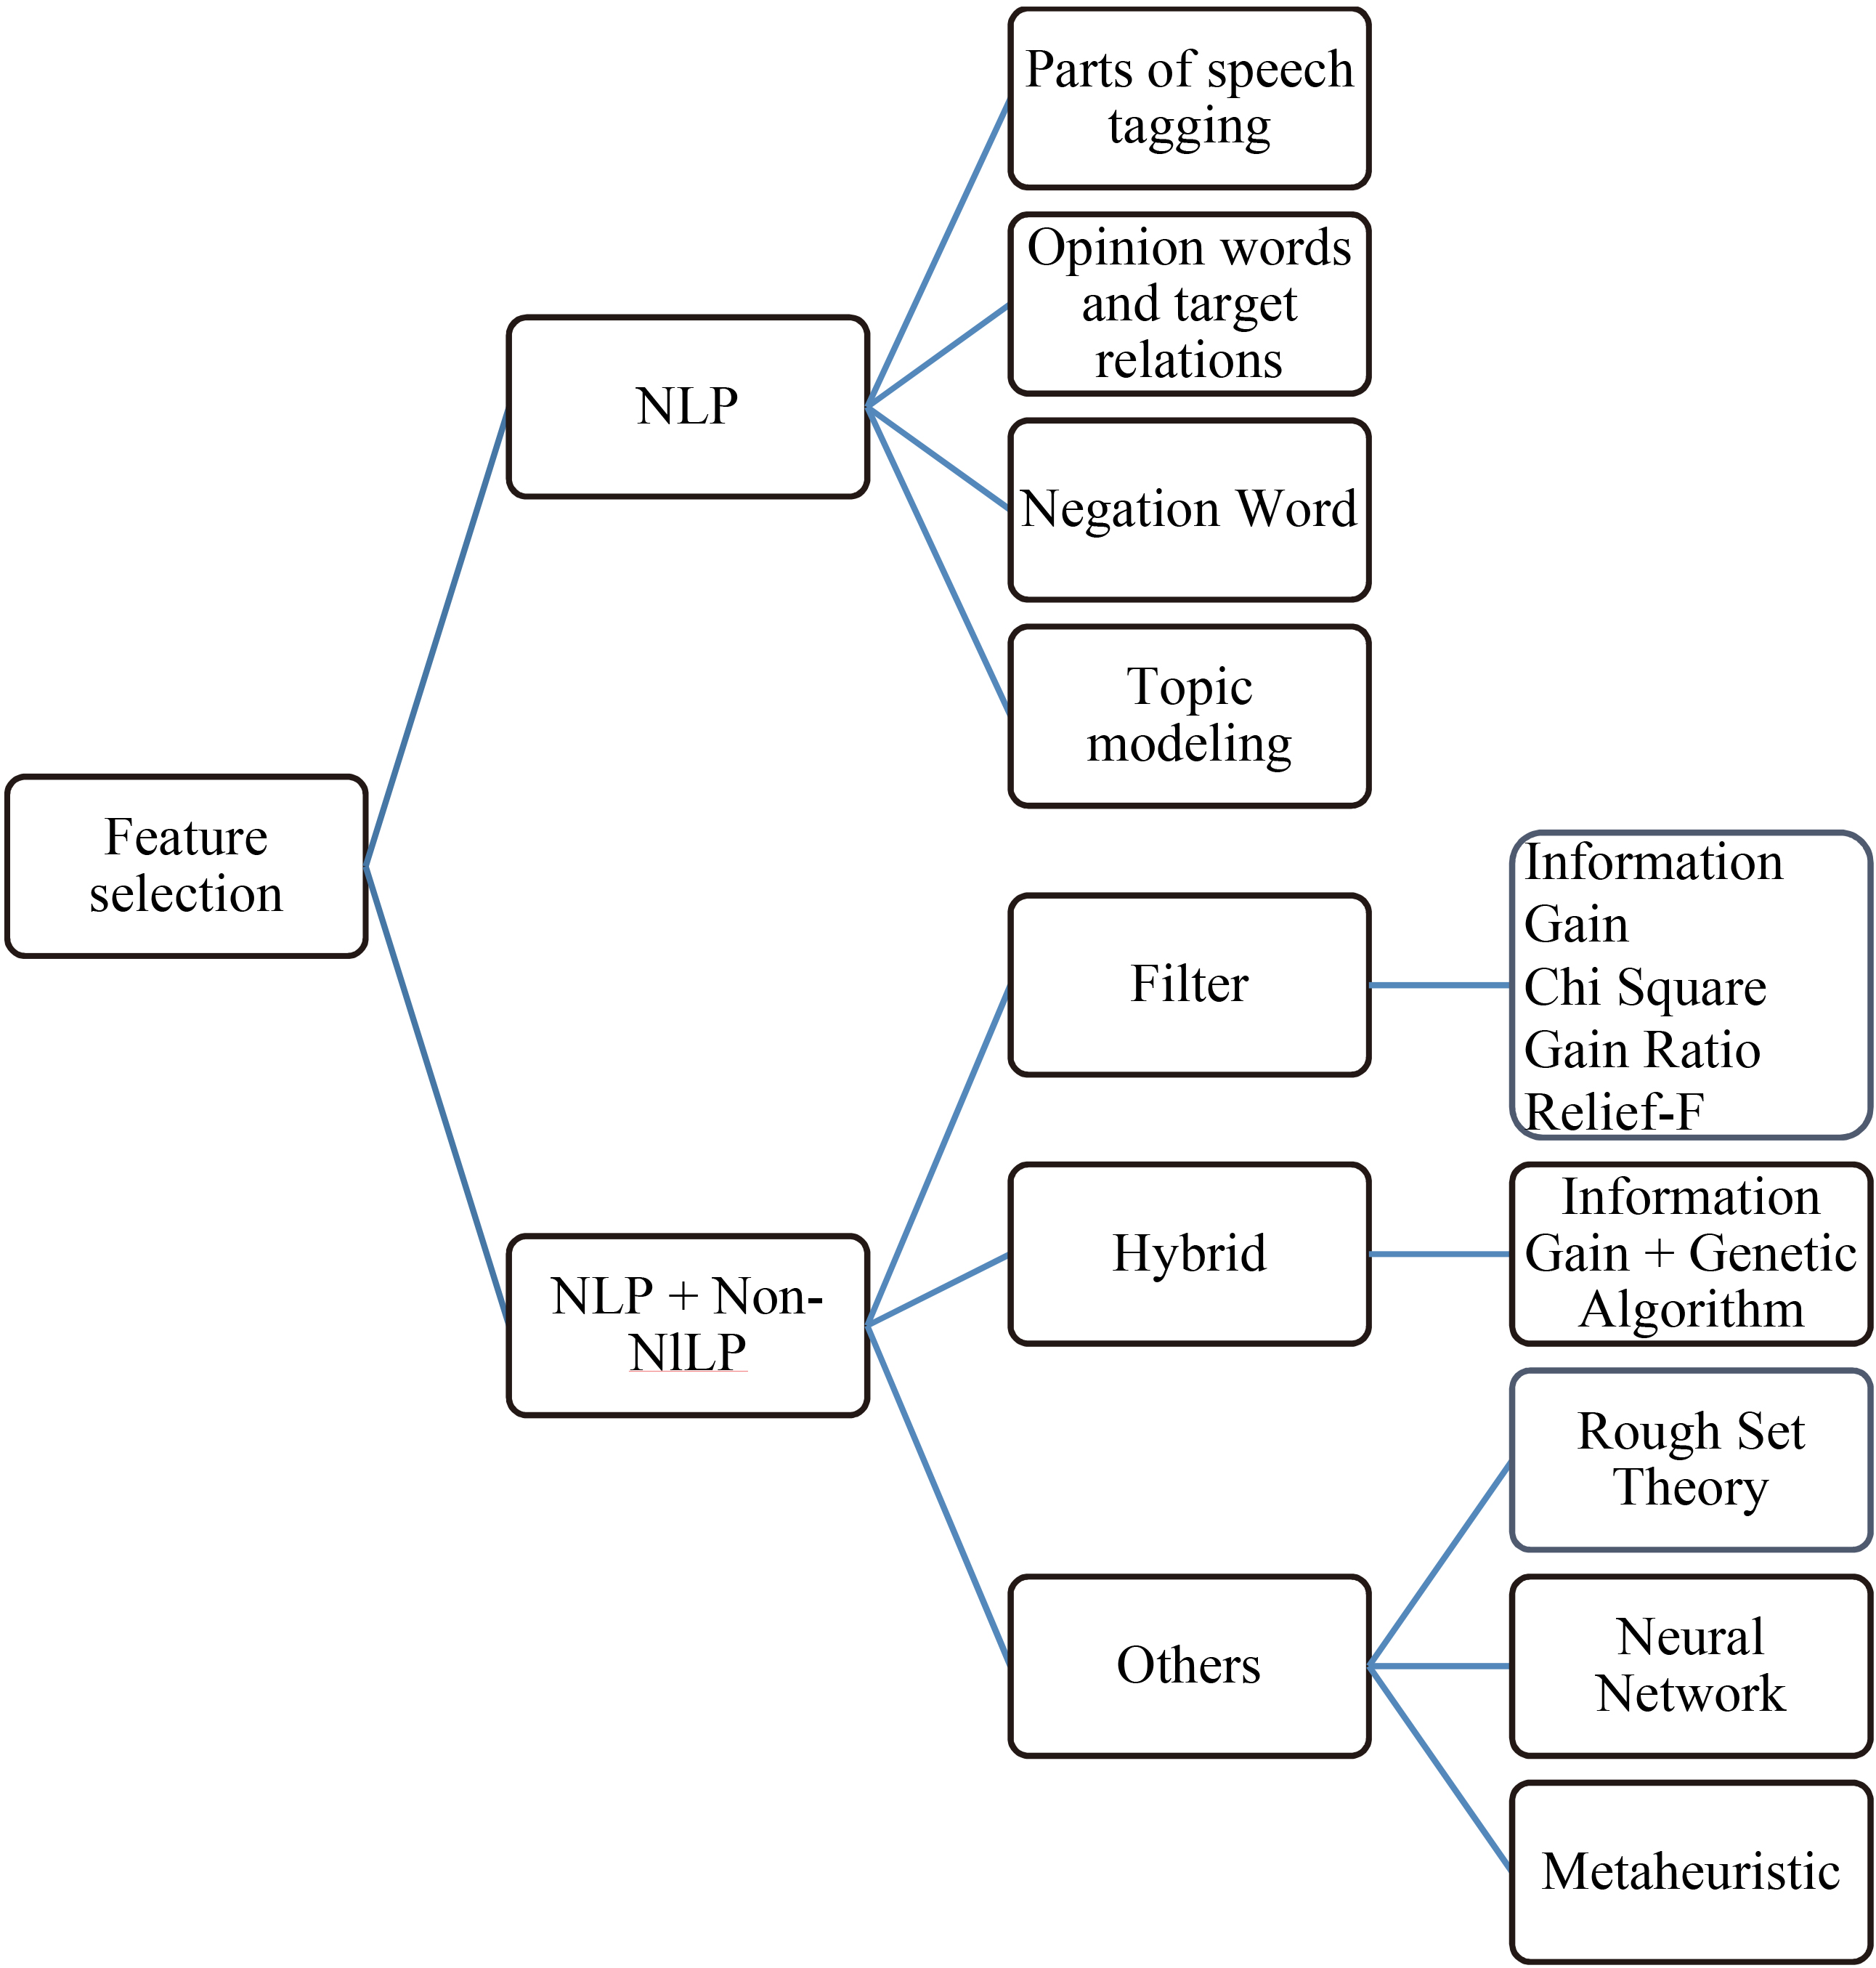 Parts of speech
tagging
Opinion words
and target
relations
NLP
Negation Word
Topic
modeling
Feature
selection
Information
Gain
Chi Square
Gain Ratio
Relief-F
Filter
Information
Gain + Genetic
Algorithm
Hybrid
NLP + Non-
NlLP
Rough Set
Theory
Others
Neural
Network
Metaheuristic